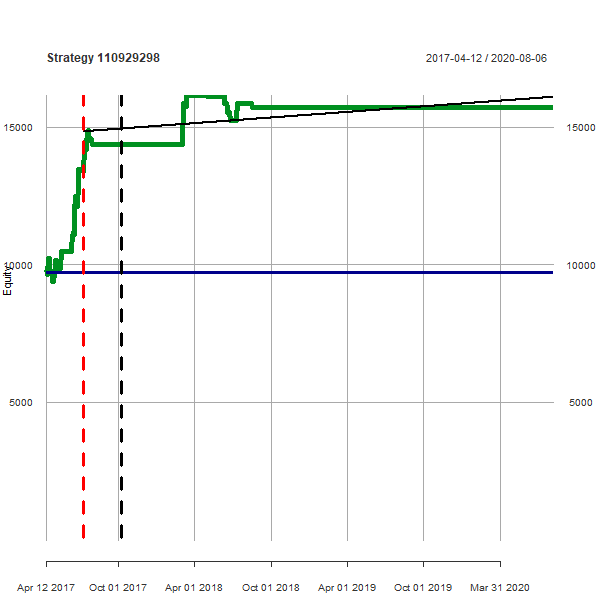 Strategy 110929298
2017-04-12 / 2020-08-06
15000 15000
10000 10000
Equity
5000 5000
Apr 12 2017 Oct 01 2017 Apr 01 2018 Oct 01 2018 Apr 01 2019 Oct 01 2019 Mar 31 2020